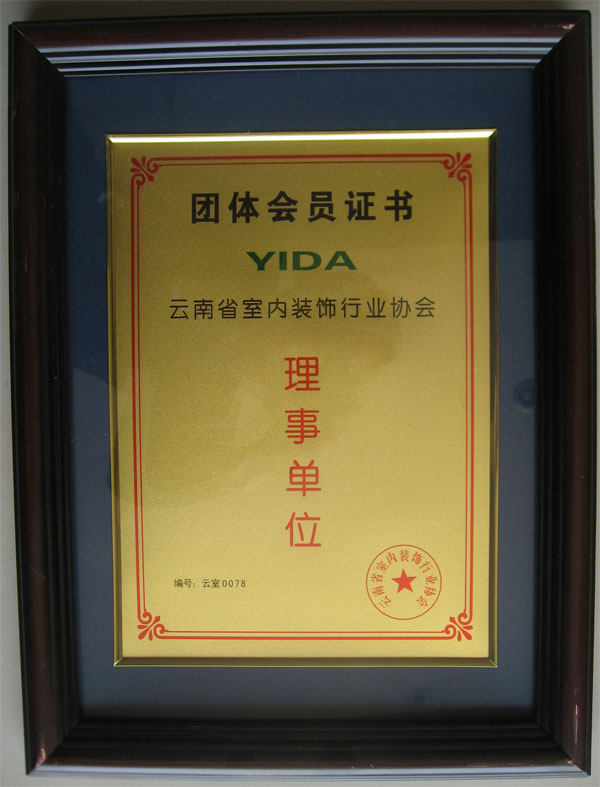 团体会员证书
YIDA
云南省室内装饰行业协会
理
事
单
位
编号：云室0078
云南省室内装饰行业协会